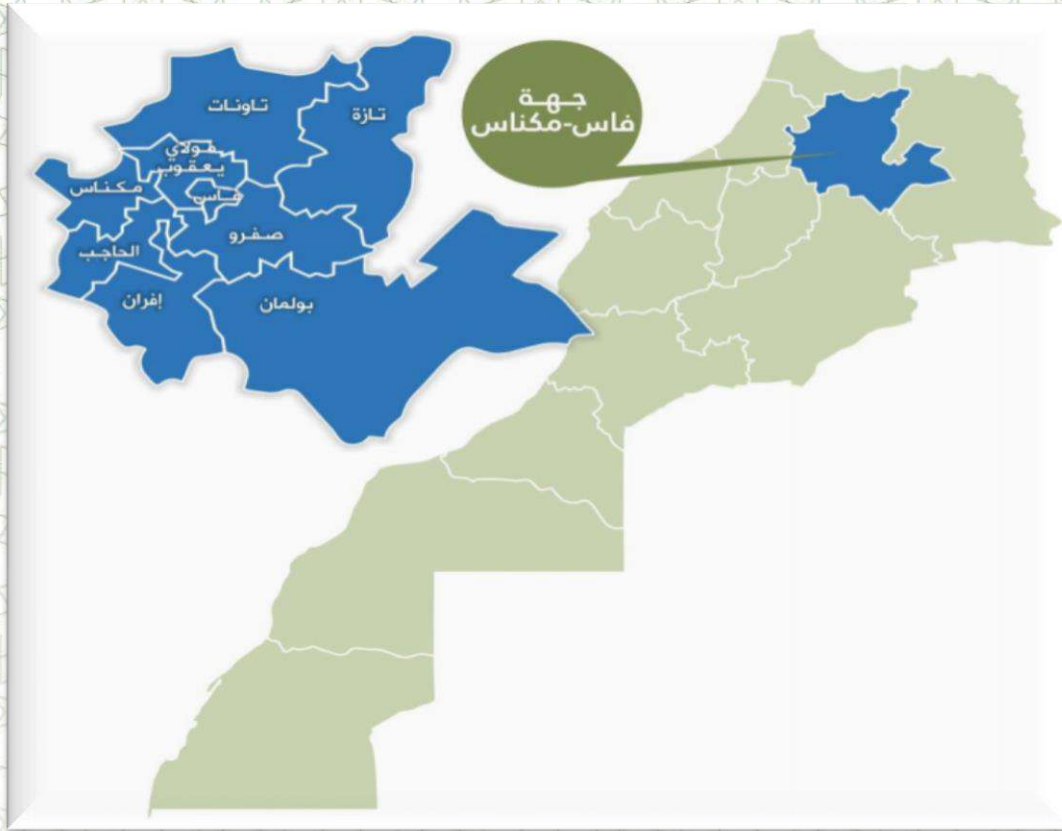 جهة
فاس-مكناس
تاونات
تازة
مولاي
يعقوب
مكناس
فاس
صفرو
الحاجب
إفران
بولمان